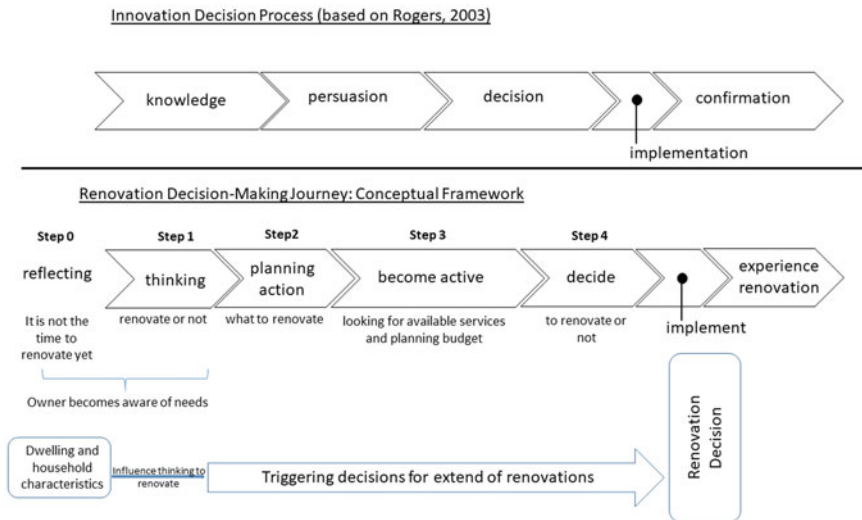 Innovation Decision Process (based on Rogers, 2003)
knowledge
persuasion
decision
confirmation
implementation
Renovation Decision-Making Journey: Conceptual Framework
Step 0
Step 1
Step2
Step 3
Step 4
reflecting
thinking
planning
action
become active
decide
experience
renovation
It is not the
time to
renovate yet
renovate or not
what to renovate
looking for available services
and planning budget
to renovate or
not
implement
Owner becomes aware of needs
Dwelling and
household
characteristics
Influence thinking to
renovate
Triggering decisions for extend of renovations
Renovation
Decision